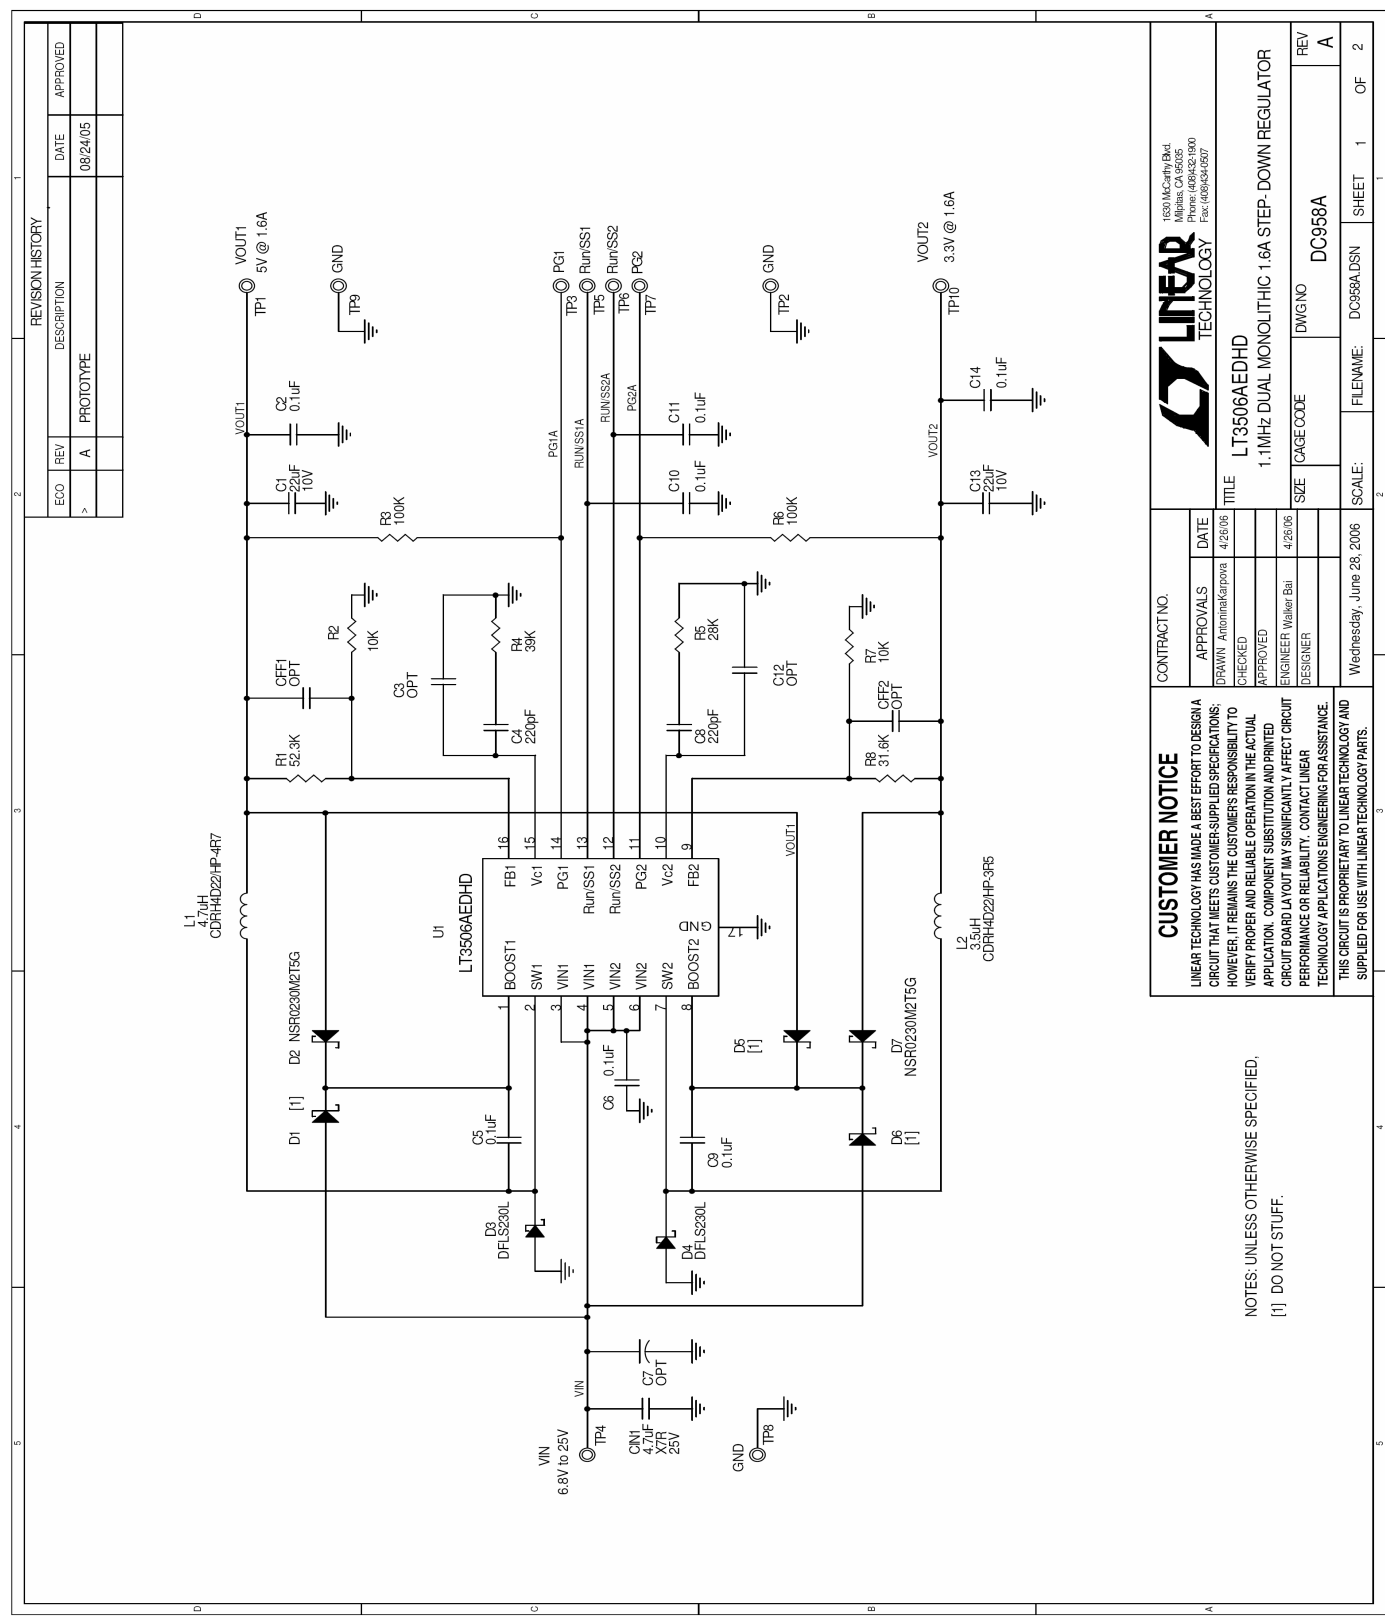 REVISION HISTORY
ECO REV DESCRIPTION DATE APPROVED
> A PROTOTYPE 08/24/05
D
C
B
A
5
4
3
2
1
L1
4.7uH
CDRH4D22/HP-4R7
VOUT1
VOUT1
5V @ 1.6A
TP1
GND
TP9
C1
22uF
10V
C2
0.1uF
R1
52.3K
CFF1
OPT
R2
10K
R3
100K
D1 [1]
D2 NSR0230M2T5G
C3
OPT
C4
220pF
R4
39K
C5
0.1uF
D3
DFLS230L
U1
LT3506AEDHD
BOOST1
SW1
VIN1
VIN1
VIN2
VIN2
SW2
BOOST2
1
2
3
4
5
6
7
8
FB1
Vc1
PG1
Run/SS1
Run/SS2
PG2
Vc2
FB2
16
15
14
13
12
11
10
9
GND
17
PG1A
RUN/SS1A
RUN/SS2A
PG2A
PG1
TP3
Run/SS1
TP5
Run/SS2
TP6
PG2
TP7
VIN
6.8V to 25V
TP4
VIN
CIN1
4.7uF
X7R
25V
C7
OPT
C6
0.1uF
C10
0.1uF
C11
0.1uF
D4
DFLS230L
C9
0.1uF
C8
220pF
R5
28K
C12
OPT
R6
100K
GND
TP2
GND
TP8
D5
[1]
VOUT1
D6
[1]
D7
NSR0230M2T5G
R8
31.6K
CFF2
OPT
R7
10K
L2
3.5uH
CDRH4D22/HP-3R5
VOUT2
VOUT2
3.3V @ 1.6A
TP10
C13
22uF
10V
C14
0.1uF
NOTES: UNLESS OTHERWISE SPECIFIED,
[1] DO NOT STUFF.
CUSTOMER NOTICE
LINEAR TECHNOLOGY HAS MADE A BEST EFFORT TO DESIGN A
CIRCUIT THAT MEETS CUSTOMER-SUPPLIED SPECIFICATIONS;
HOWEVER, IT REMAINS THE CUSTOMER'S RESPONSIBILITY TO
VERIFY PROPER AND RELIABLE OPERATION IN THE ACTUAL
APPLICATION. COMPONENT SUBSTITUTION AND PRINTED
CIRCUIT BOARD LAYOUT MAY SIGNIFICANTLY AFFECT CIRCUIT
PERFORMANCE OR RELIABILITY. CONTACT LINEAR
TECHNOLOGY APPLICATIONS ENGINEERING FOR ASSISTANCE.
THIS CIRCUIT IS PROPRIETARY TO LINEAR TECHNOLOGY AND
SUPPLIED FOR USE WITH LINEAR TECHNOLOGY PARTS.
CONTRACT NO.
APPROVALS DATE
DRAWN AntoninaKarpova 4/26/06
CHECKED
APPROVED
ENGINEER Walker Bai 4/26/06
DESIGNER
Wednesday, June 28, 2006
LINEAR
TECHNOLOGY
1630 McCarthy Blvd.
Milpitas, CA 95035
Phone: (408)432-1900
Fax: (408)434-0507
TITLE
LT3506AEDHD
1.1MHz DUAL MONOLITHIC 1.6A STEP- DOWN REGULATOR
SIZE CAGE CODE DWG NO REV
DC958A A
SCALE: FILENAME: DC958A.DSN SHEET 1 OF 2